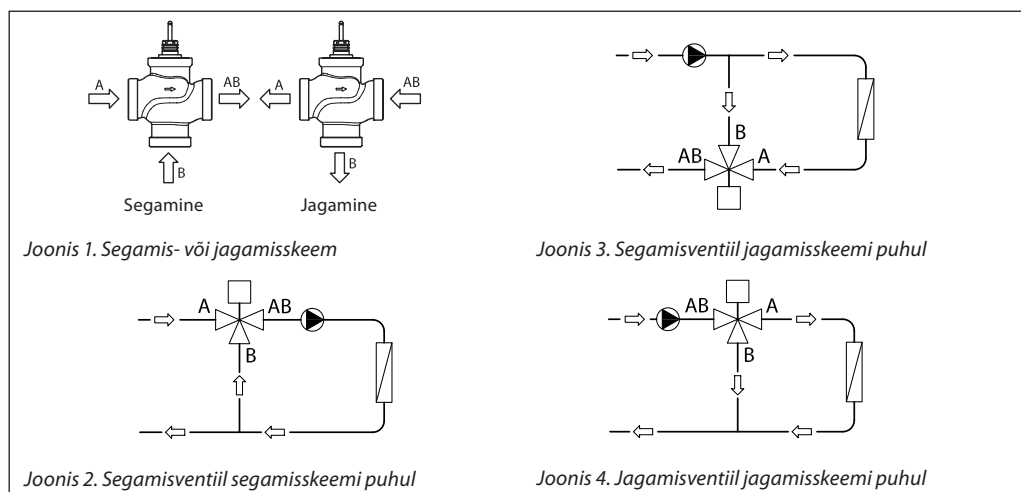 A
AB
B
A
AB
B
Segamine
Jagamine
Joonis 1. Segamis- või jagamisskeem
B
AB
A
Joonis 3. Segamisventiil jagamisskeemi puhul
A
AB
B
Joonis 2. Segamisventiil segamisskeemi puhul
AB
A
B
Joonis 4. Jagamisventiil jagamisskeemi puhul